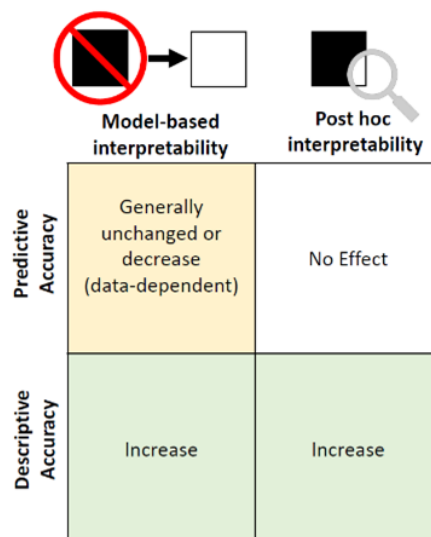 Model-based
interpretability
Post hoc
interpretability
Predictive
Accuracy
Generally
unchanged or
decrease
(data-dependent)
No Effect
Descriptive
Accuracy
Increase
Increase